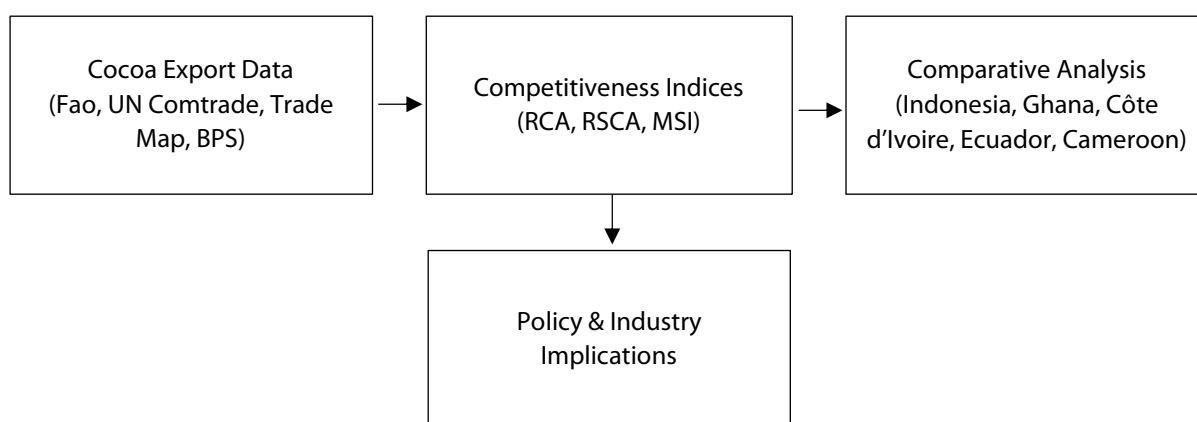 Cocoa Export Data
(Fao, UN Comtrade, Trade
Map, BPS)
Competitiveness Indices
(RCA, RSCA, MSI)
Comparative Analysis
(Indonesia, Ghana, Côte
d’Ivoire, Ecuador, Cameroon)
Policy & Industry
Implications